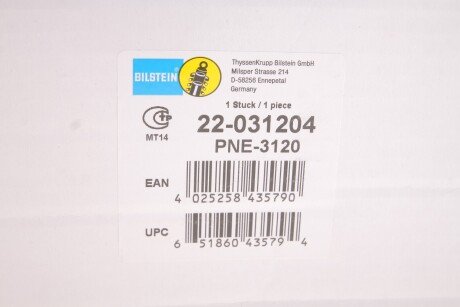 BILSTEIN
ThyssenKrupp Bilstein GmbH
Milsper Strasse 214
D-58256 Ennepetal
Germany
1 Stuck / 1 piece
MT14
22-031204
PNE-3120
EAN
4 025258 435790
UPC
6 51860 43579 4